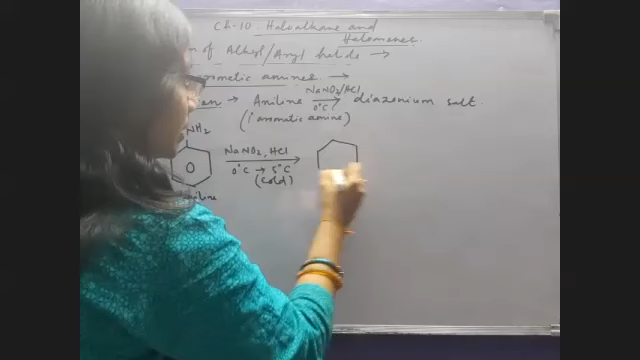 Ch-10 Haloalkane and
Haloarenes
of Alkyl/Aryl halide →
aromatic amines →
NaNO2/HCl
→ Aniline → diazonium salt.
0°C
(1° aromatic amine)
NH2
NaNO2, HCl
0°C → 5°C
(Cold)